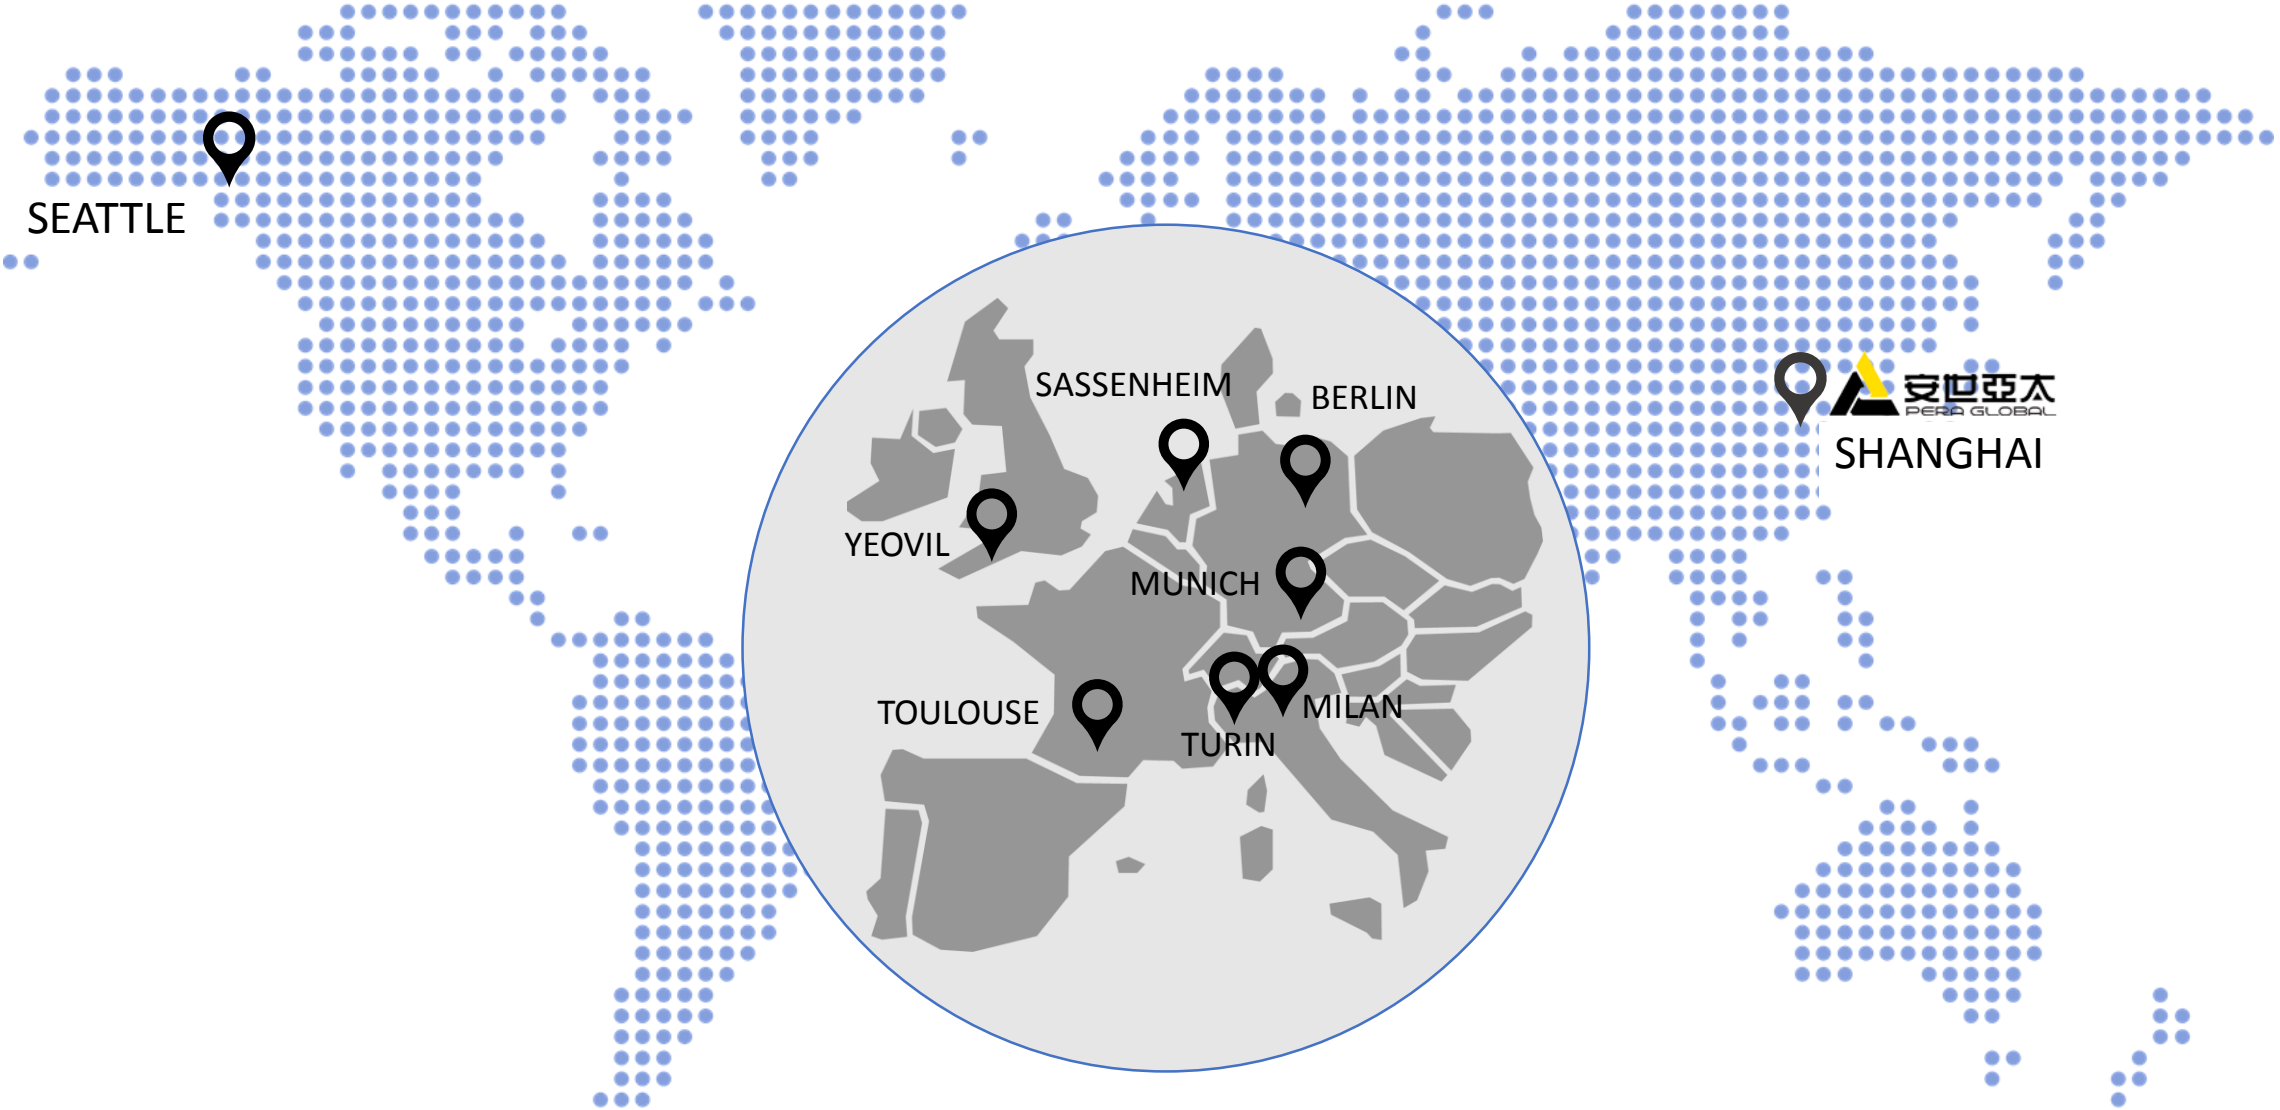 SEATTLE
SASSENHEIM
BERLIN
安世亞太
PERA GLOBAL
SHANGHAI
YEOVIL
MUNICH
TOULOUSE
MILAN
TURIN